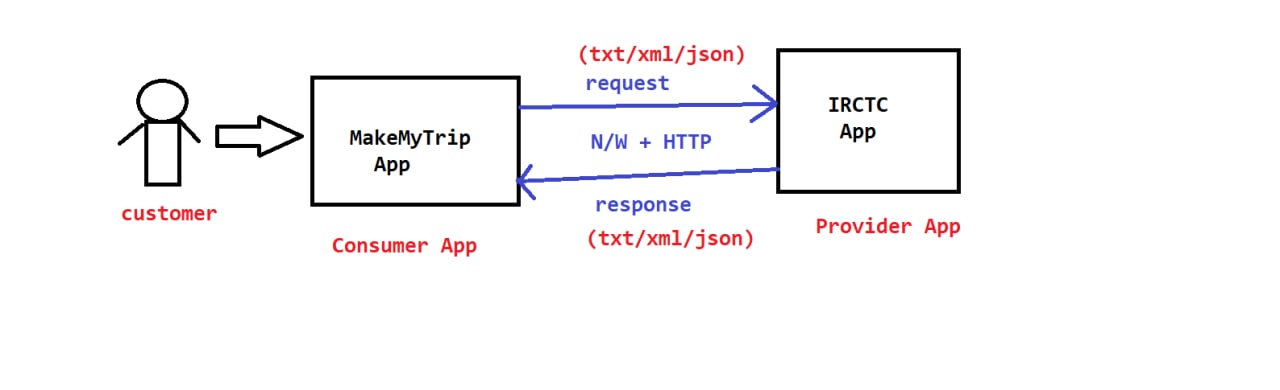 customer
MakeMyTrip
App
Consumer App
(txt/xml/json)
request
N/W + HTTP
response
(txt/xml/json)
IRCTC
App
Provider App